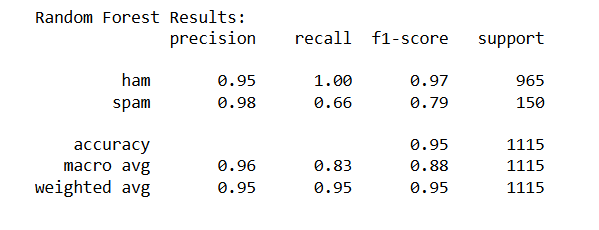 Random Forest Results:
precision recall f1-score support
ham 0.95 1.00 0.97 965
spam 0.98 0.66 0.79 150
accuracy 0.95 1115
macro avg 0.96 0.83 0.88 1115
weighted avg 0.95 0.95 0.95 1115